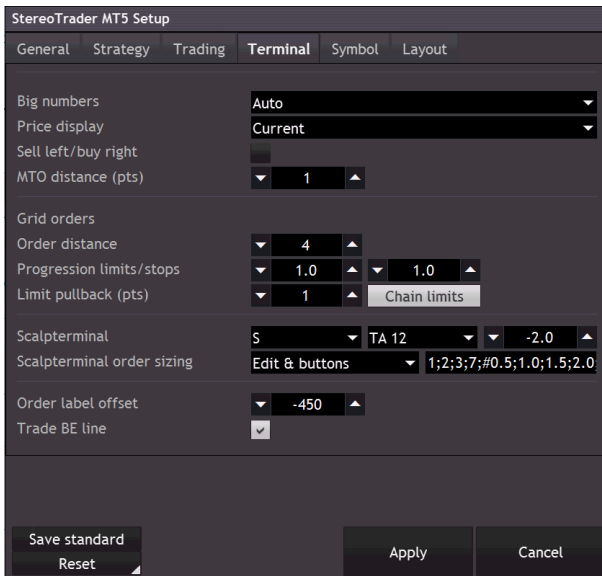 StereoTrader MT5 Setup
General Strategy Trading Terminal Symbol Layout
Big numbers Auto
Price display Current
Sell left/buy right
MTO distance (pts) 1
Grid orders
Order distance 4
Progression limits/stops 1.0 1.0
Limit pullback (pts) 1 Chain limits
Scalpterminal S TA 12 -2.0
Scalpterminal order sizing Edit & buttons 1;2;3;7;#0.5;1.0;1.5;2.0;
Order label offset -450
Trade BE line
Save standard
Reset Apply Cancel